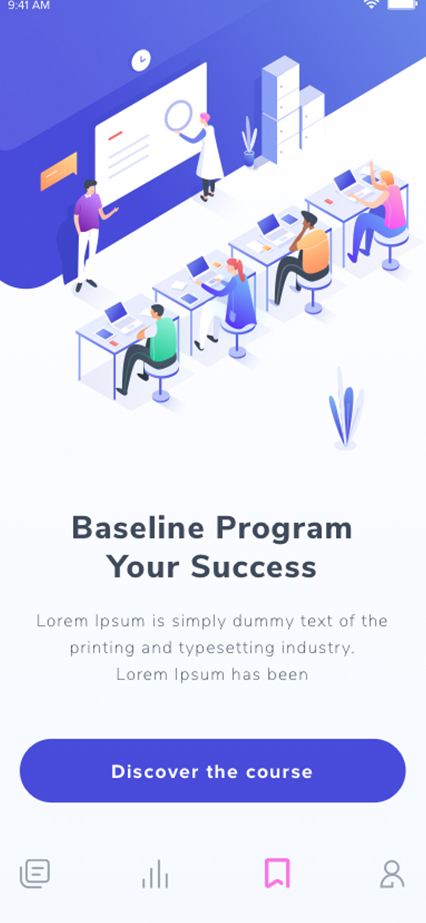 9:41 AM
Baseline Program
Your Success
Lorem Ipsum is simply dummy text of the
printing and typesetting industry.
Lorem Ipsum has been
Discover the course